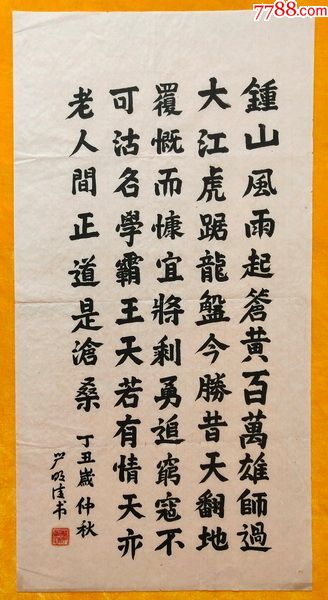 7788.com
鍾山風雨起蒼黃百萬雄師過
大江虎踞龍盤今勝昔天翻地
覆慨而慷宜將剩勇追窮寇不
可沽名學霸王天若有情天亦
老人間正道是滄桑 丁丑歲仲秋
书